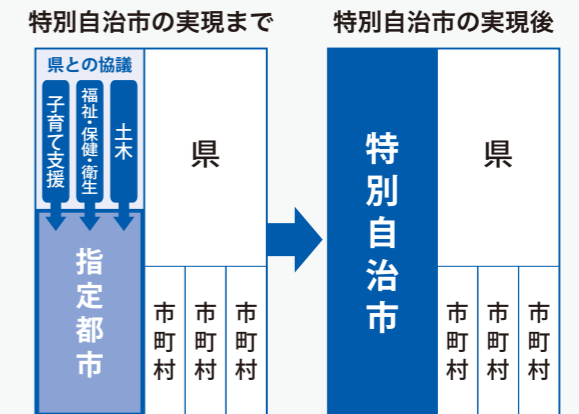 特別自治市の実現まで
県との協議
子育て支援
福祉・保健・衛生
土木
県
指定都市
市町村
市町村
市町村
特別自治市の実現後
特別自治市
県
市町村
市町村
市町村